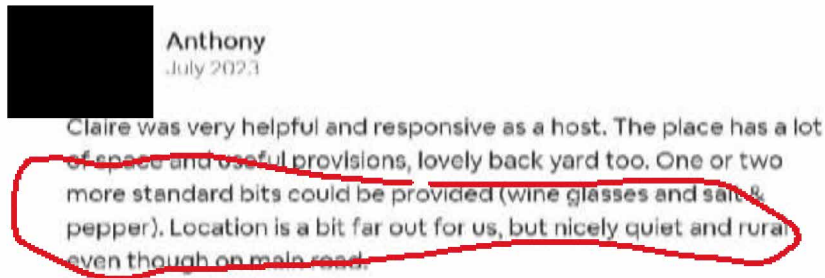 Anthony
July 2023
Claire was very helpful and responsive as a host. The place has a lot
of space and useful provisions, lovely back yard too. One or two
more standard bits could be provided (wine glasses and salt &
pepper). Location is a bit far out for us, but nicely quiet and rural
even though on main road.